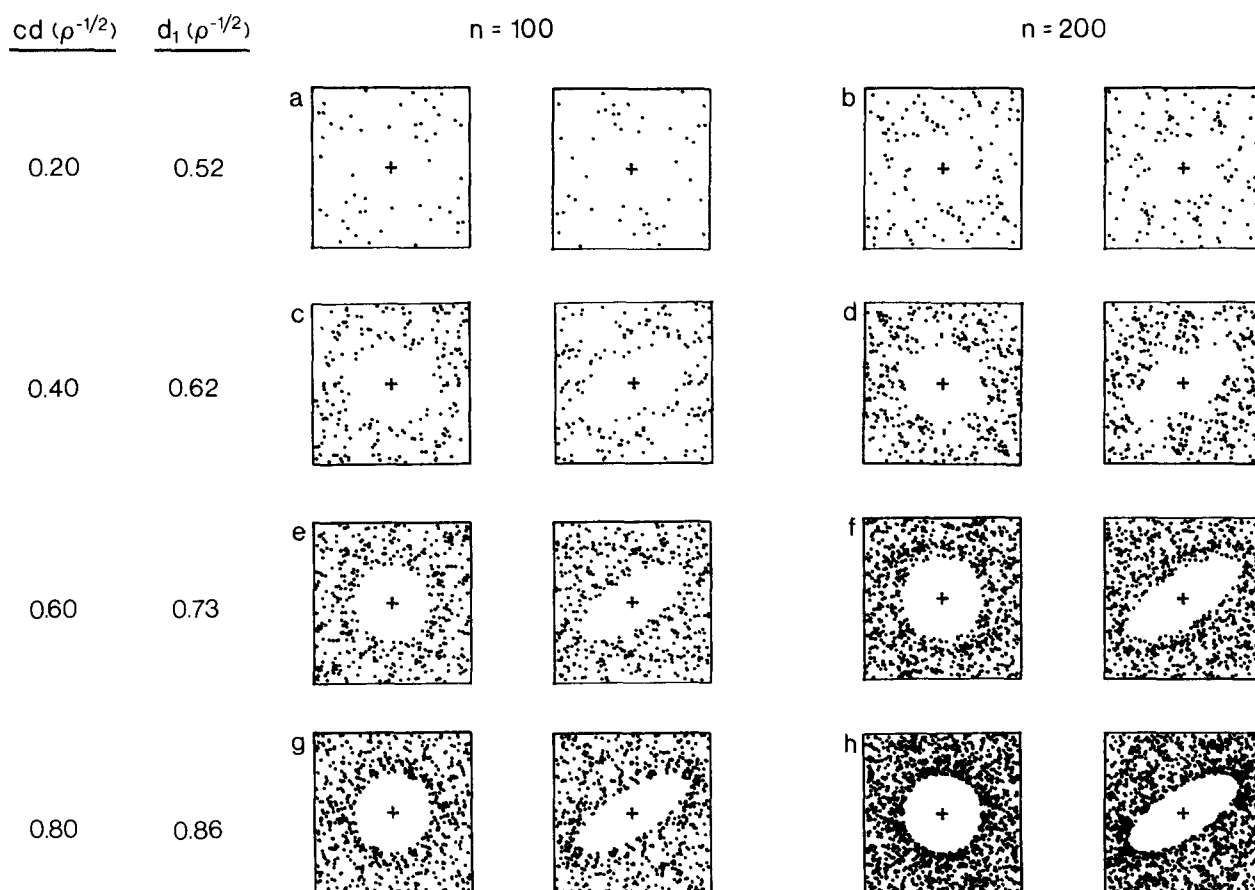 cd (ρ⁻¹/²) d₁ (ρ⁻¹/²) n = 100 n = 200
a b
0.20 0.52
c d
0.40 0.62
e f
0.60 0.73
g h
0.80 0.86